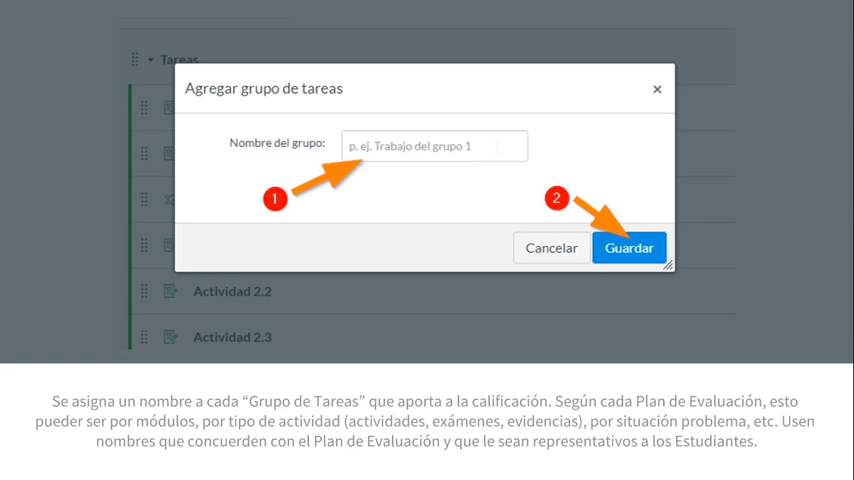 Tareas
Agregar grupo de tareas
×
Nombre del grupo:
p. ej. Trabajo del grupo 1
1
2
Cancelar
Guardar
Actividad 2.2
Actividad 2.3
Se asigna un nombre a cada “Grupo de Tareas” que aporta a la calificación. Según cada Plan de Evaluación, esto
pueder ser por módulos, por tipo de actividad (actividades, exámenes, evidencias), por situación problema, etc. Usen
nombres que concuerden con el Plan de Evaluación y que le sean representativos a los Estudiantes.